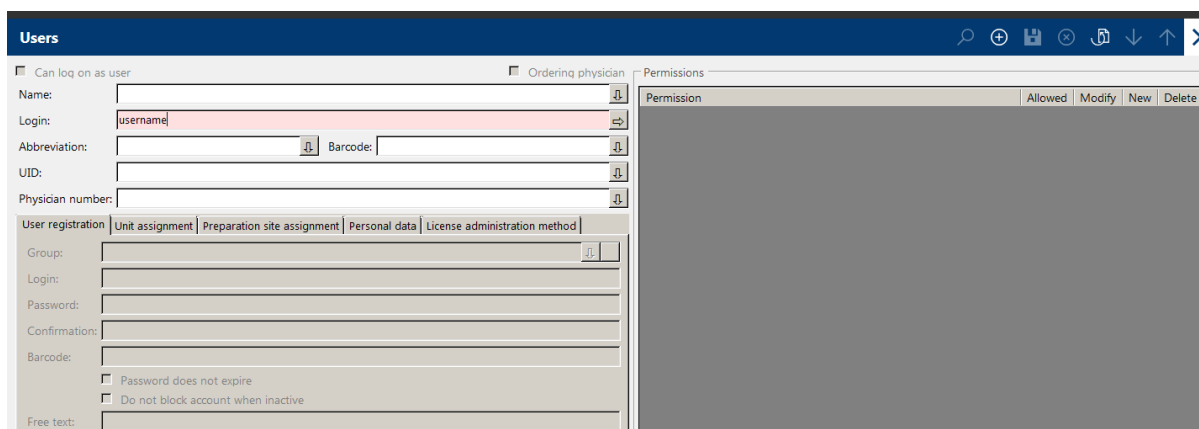 Users
Can log on as user Ordering physician
Name:
Login: username
Abbreviation: Barcode:
UID:
Physician number:
User registration Unit assignment Preparation site assignment Personal data License administration method
Group:
Login:
Password:
Confirmation:
Barcode:
Password does not expire
Do not block account when inactive
Free text:
Permissions
Permission Allowed Modify New Delete